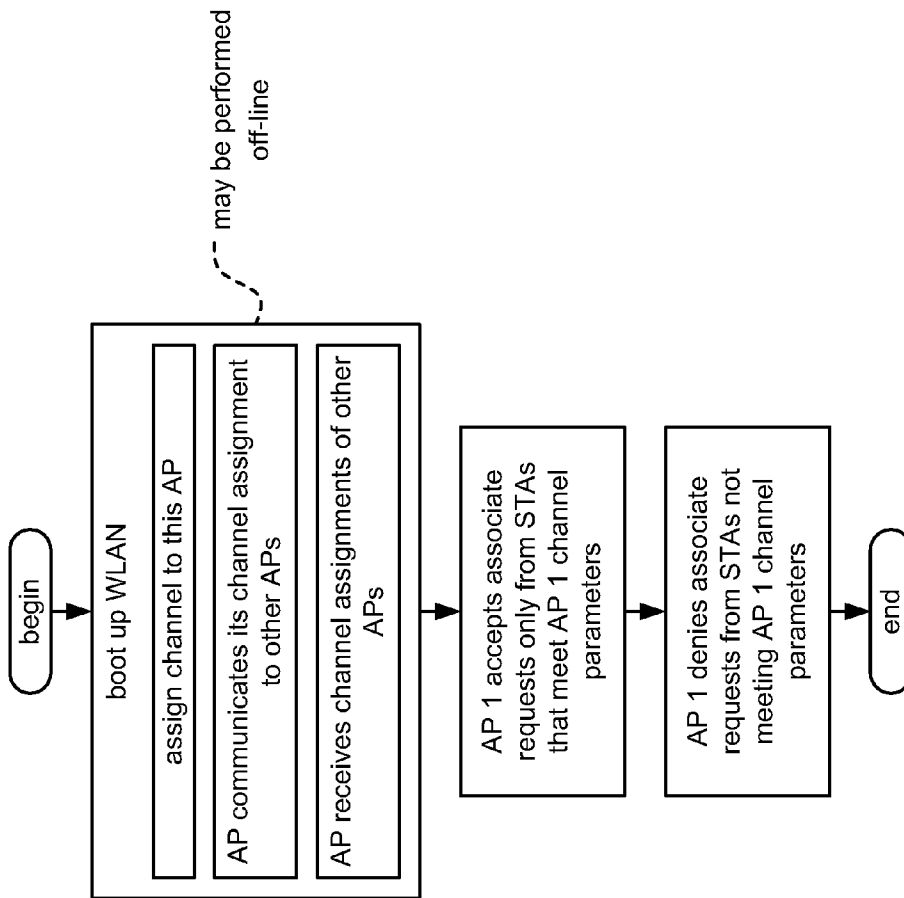 begin
boot up WLAN
assign channel to this AP
AP communicates its channel assignment
to other APs
AP receives channel assignments of other
APs
may be performed
off-line
AP 1 accepts associate
requests only from STAs
that meet AP 1 channel
parameters
AP 1 denies associate
requests from STAs not
meeting AP 1 channel
parameters
end